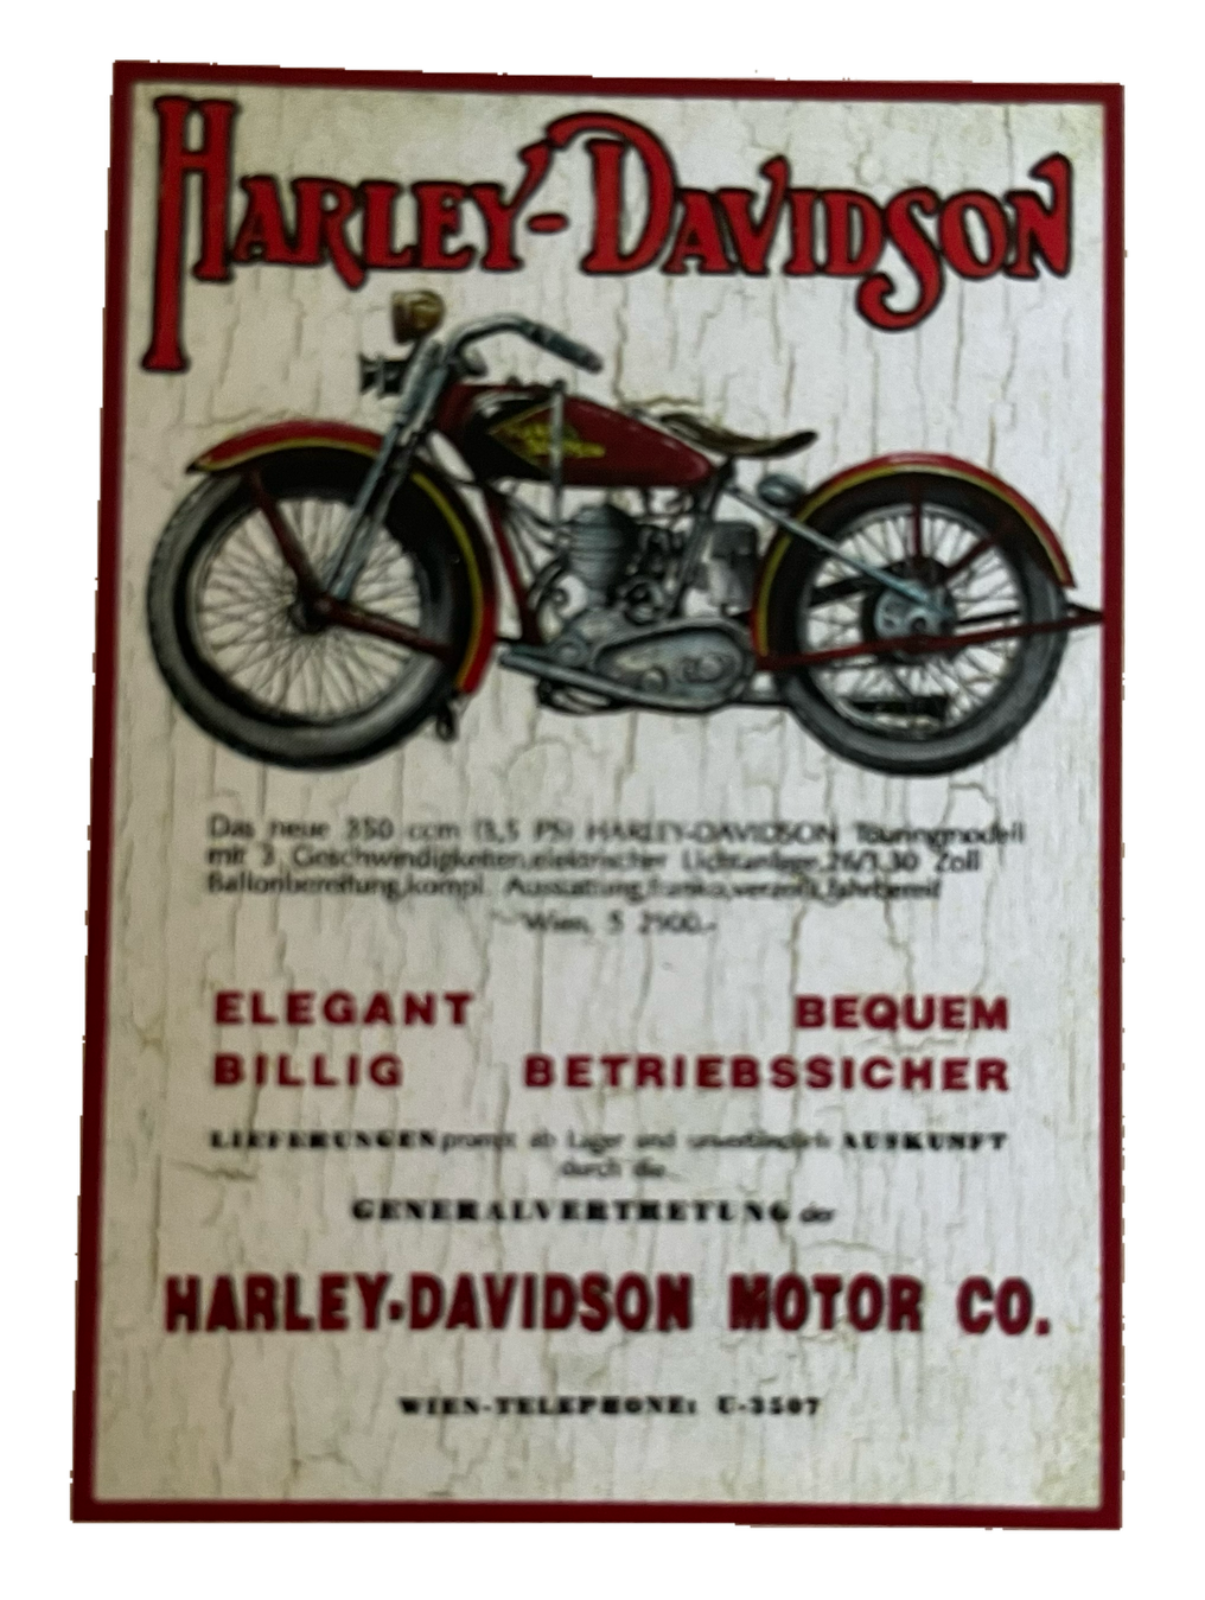 HARLEY-DAVIDSON
HARLEY DAVIDSON
Das neue 350 ccm (3,5 PS) HARLEY-DAVIDSON Touringmodell
mit 3 Geschwindigkeiten, elektrischer Lichtanlage, 26/3,30 Zoll
Ballonbereifung, kompl. Ausstattung, franko, verzollt, fahrbereit
Wien, S 2900.-
ELEGANT BEQUEM
BILLIG BETRIEBSSICHER
LIEFERUNGEN prompt ab Lager und AUSKUNFT
durch die
GENERALVERTRETUNG der
HARLEY-DAVIDSON MOTOR CO.
WIEN-TELEPHONE: U-3507